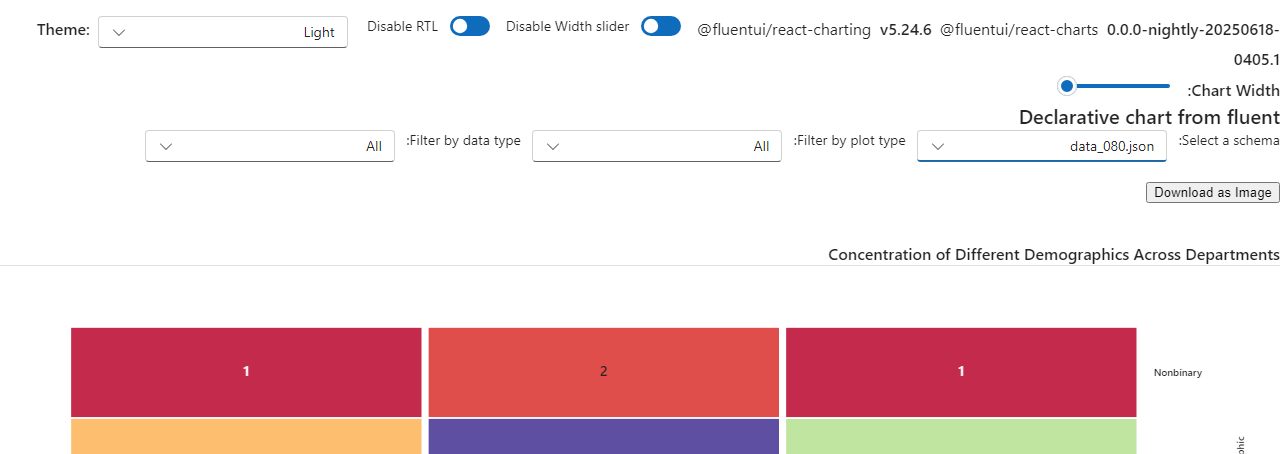 Theme: Light Disable RTL Disable Width slider @fluentui/react-charting v5.24.6 @fluentui/react-charts 0.0.0-nightly-20250618-
0405.1
:Chart Width
Declarative chart from fluent
:Select a schema data_080.json :Filter by plot type All :Filter by data type All
Download as Image
Concentration of Different Demographics Across Departments
1 2 1 Nonbinary